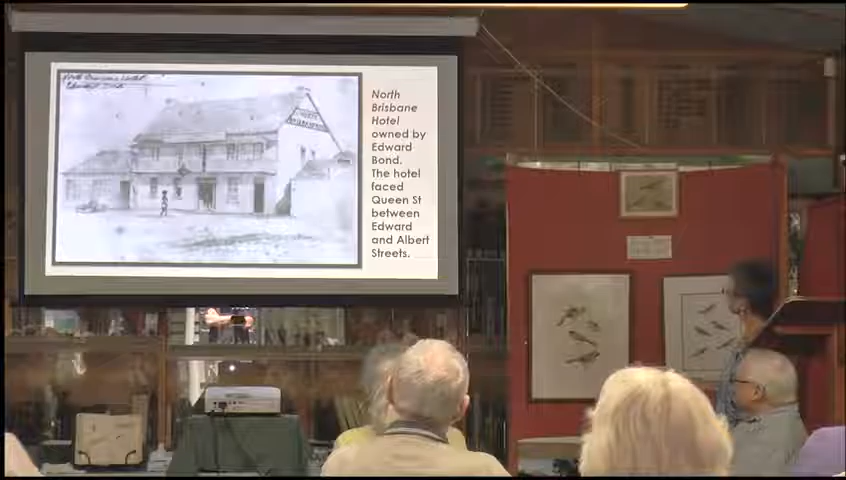 North
Brisbane
Hotel
owned by
Edward
Bond.
The hotel
faced
Queen St
between
Edward
and Albert
Streets.